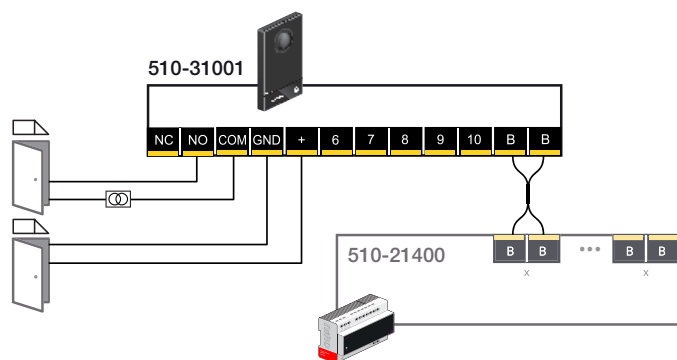 510-31001
NC NO COM GND + 6 7 8 9 10 B B
510-21400
B B ••• B B
x x